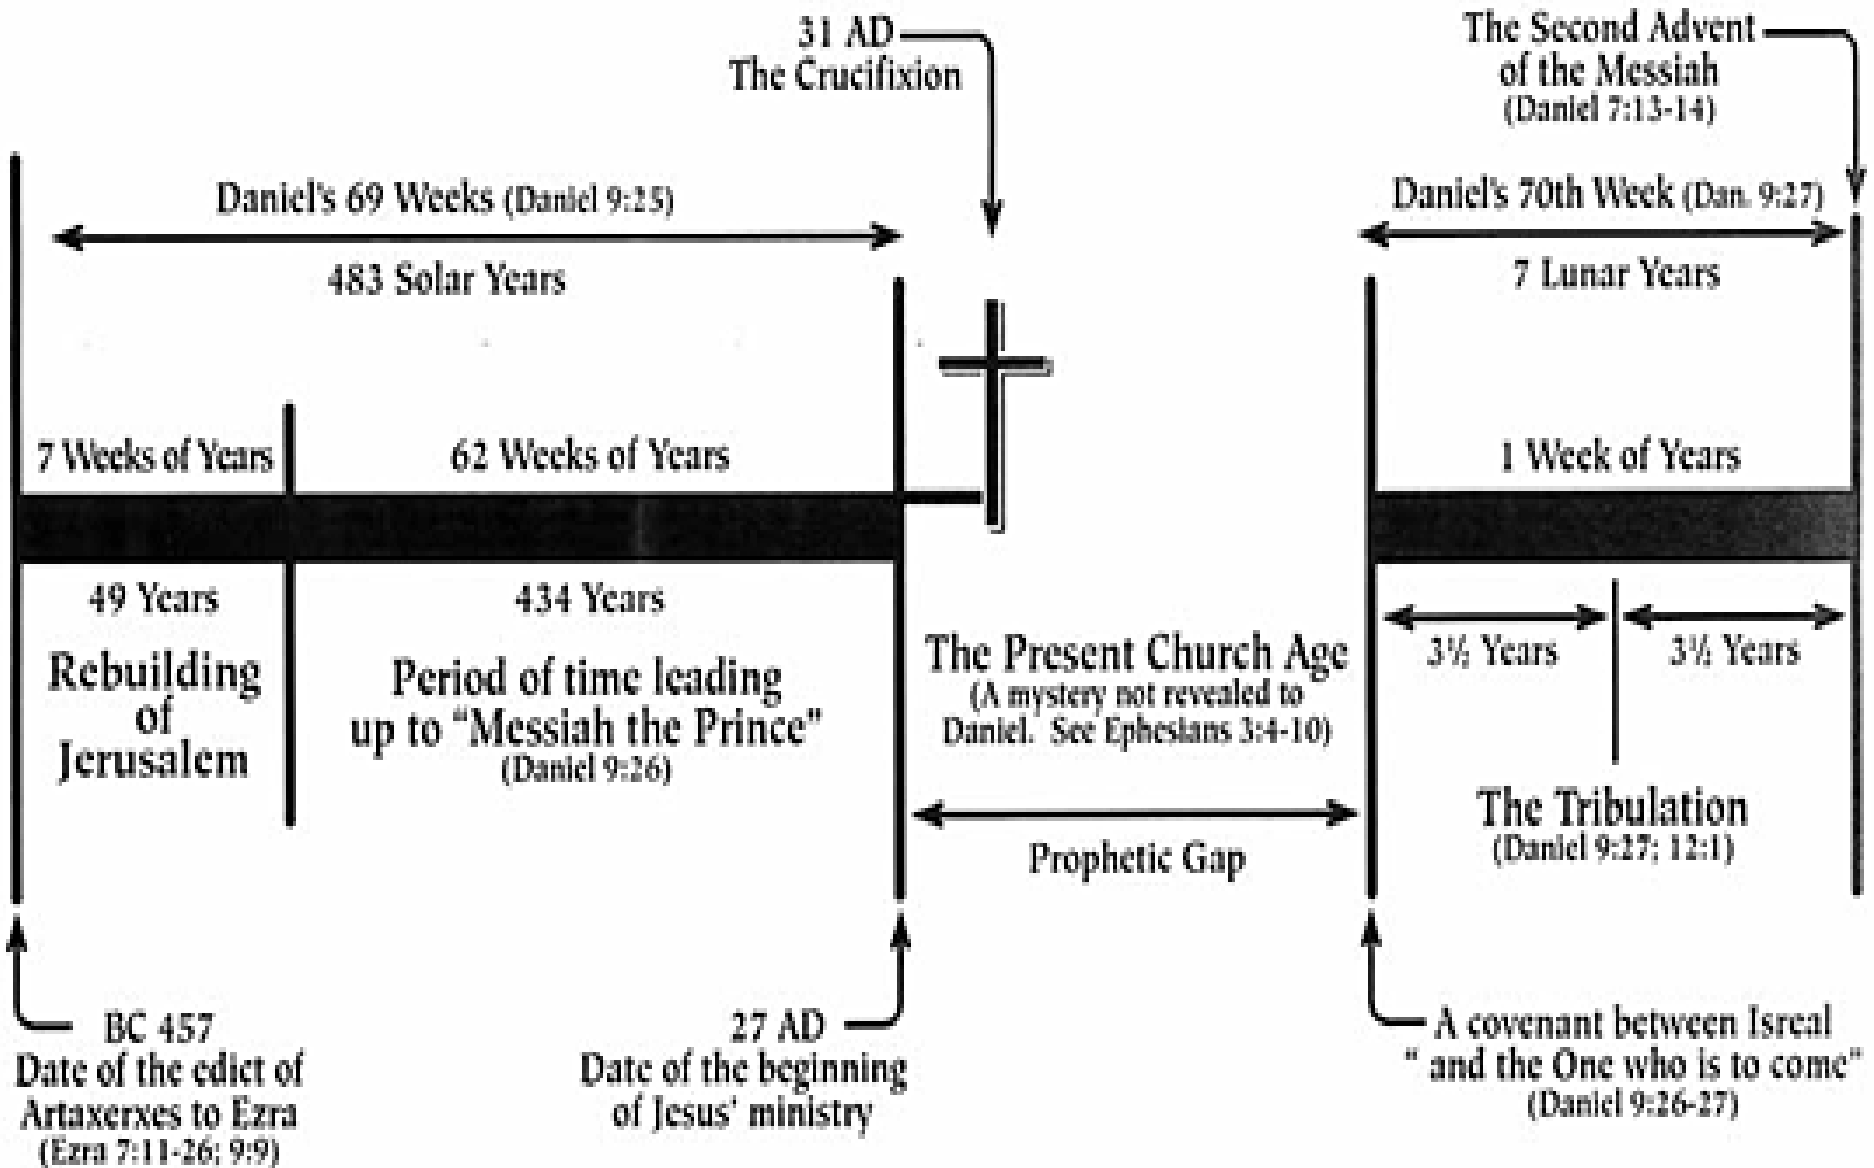 31 AD
The Crucifixion
The Second Advent
of the Messiah
(Daniel 7:13-14)
Daniel's 69 Weeks (Daniel 9:25)
483 Solar Years
Daniel's 70th Week (Dan. 9:27)
7 Lunar Years
7 Weeks of Years
62 Weeks of Years
1 Week of Years
49 Years
Rebuilding
of
Jerusalem
434 Years
Period of time leading
up to "Messiah the Prince"
(Daniel 9:26)
The Present Church Age
(A mystery not revealed to
Daniel. See Ephesians 3:4-10)
Prophetic Gap
3½ Years
3½ Years
The Tribulation
(Daniel 9:27; 12:1)
BC 457
Date of the edict of
Artaxerxes to Ezra
(Ezra 7:11-26; 9:9)
27 AD
Date of the beginning
of Jesus' ministry
A covenant between Isreal
" and the One who is to come"
(Daniel 9:26-27)